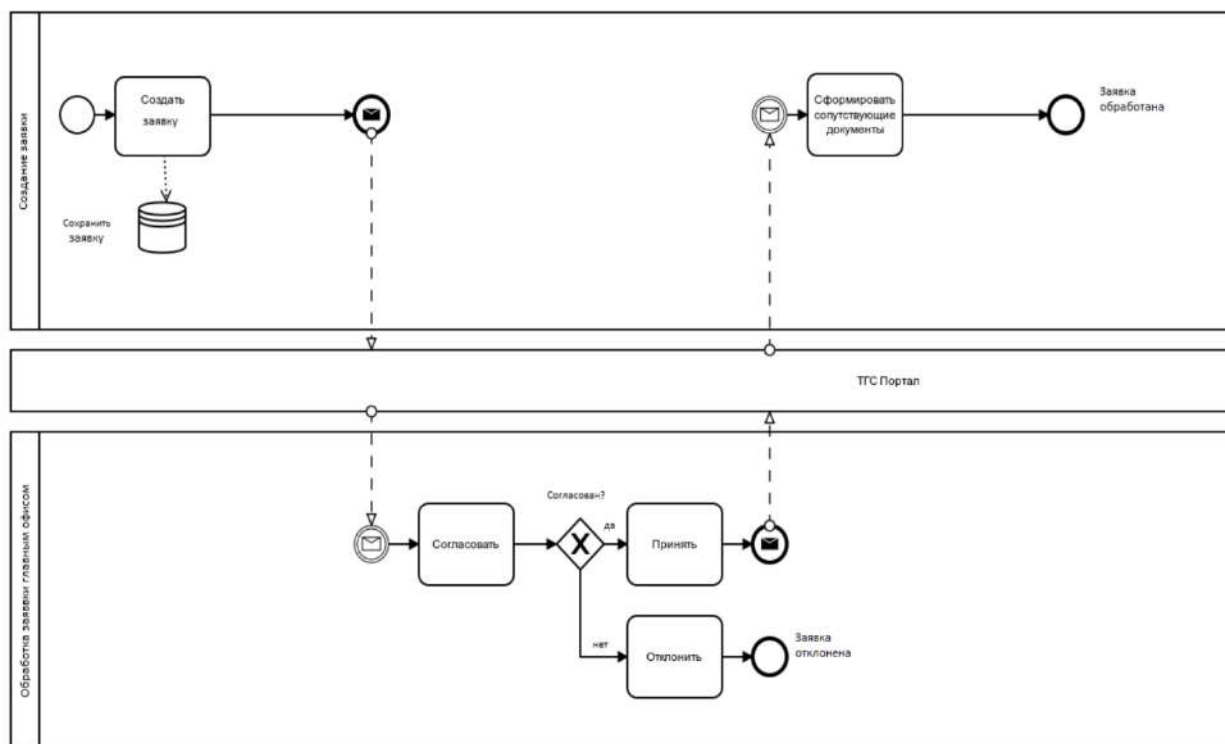 Создание заявки
Создать
заявку
Сохранить
заявку
Сформировать
сопутствующие
документы
Заявка
обработана
ТГС Портал
Обработка заявки главным офисом
Согласовать
Согласован?
да
Принять
нет
Отклонить
Заявка
отклонена